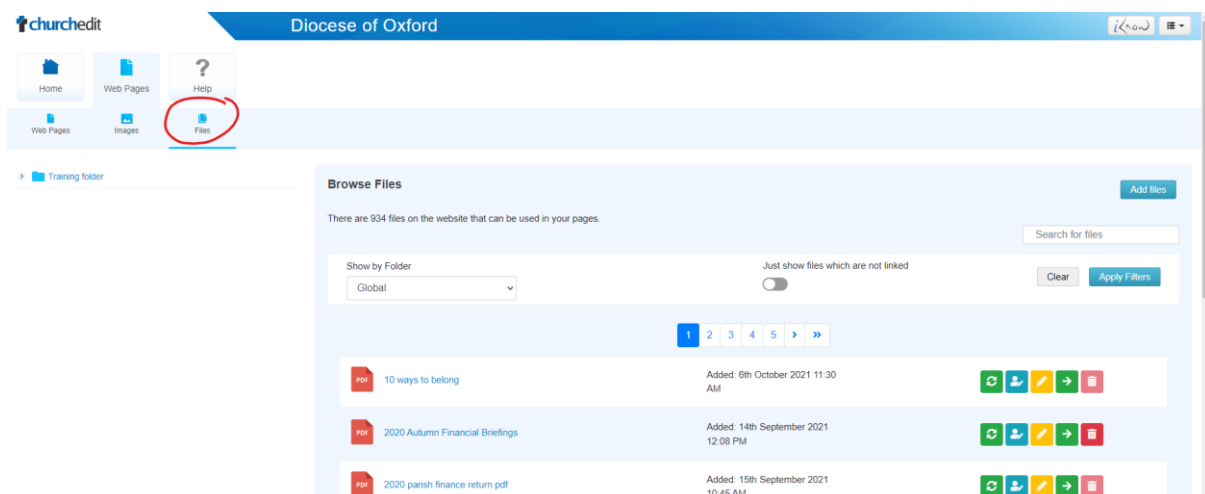 churchedit
Diocese of Oxford
iKnow
Home
Web Pages
Help
Web Pages
Images
Files
Training folder
Browse Files
Add files
There are 934 files on the website that can be used in your pages.
Search for files
Show by Folder
Just show files which are not linked
Global
Clear
Apply Filters
1 2 3 4 5 > »
PDF
10 ways to belong
Added: 6th October 2021 11:30
AM
PDF
2020 Autumn Financial Briefings
Added: 14th September 2021
12:08 PM
PDF
2020 parish finance return pdf
Added: 15th September 2021
10:45 AM